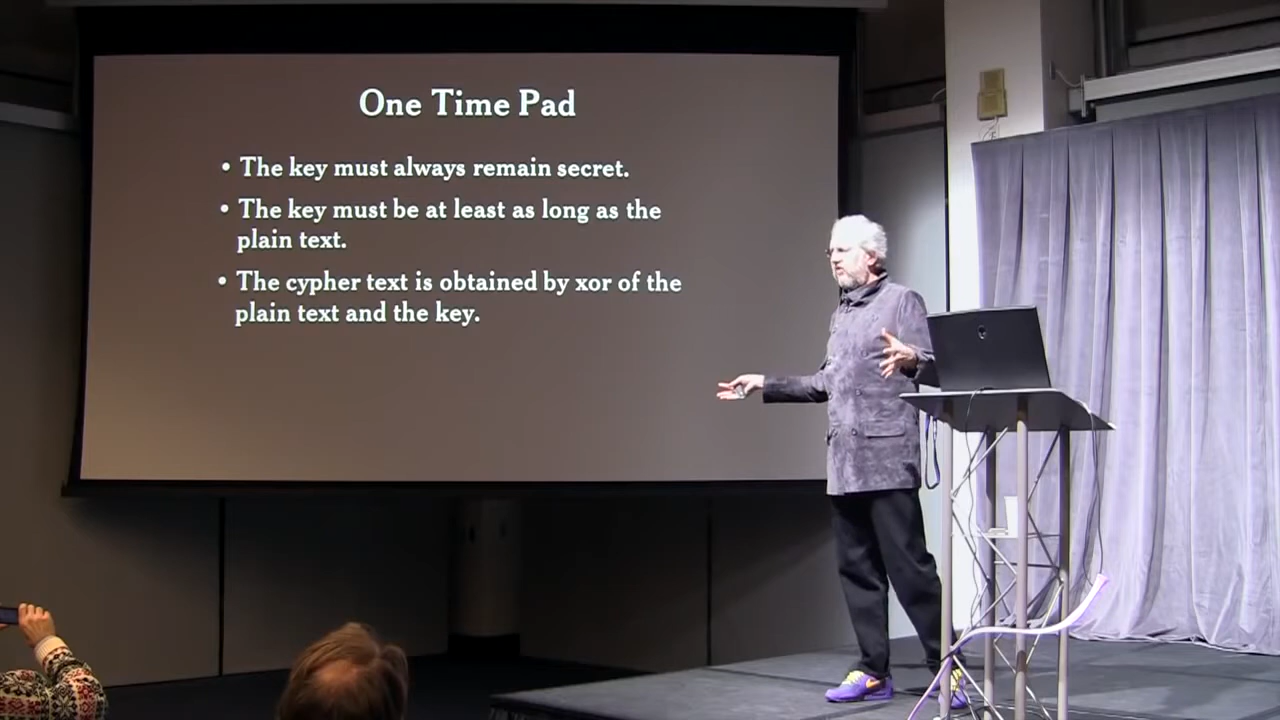 One Time Pad
• The key must always remain secret.
• The key must be at least as long as the
plain text.
• The cypher text is obtained by xor of the
plain text and the key.